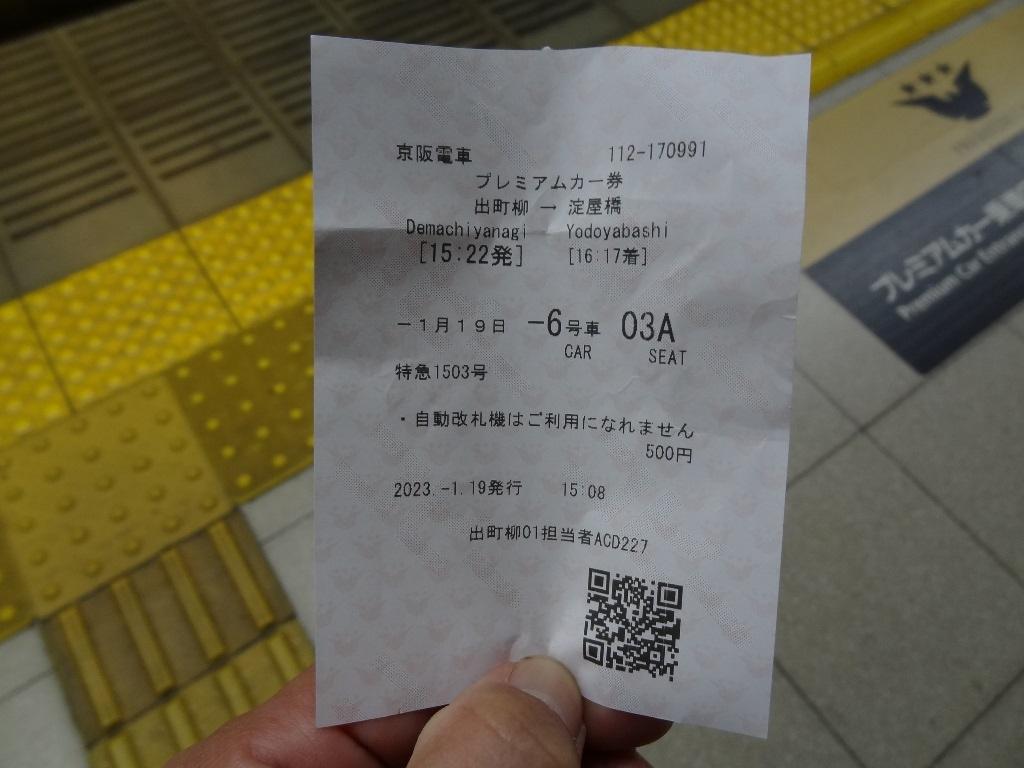 京阪電車 112-170991
プレミアムカー券
出町柳 → 淀屋橋
Demachiyanagi Yodoyabashi
[15:22発] [16:17着]
-1月19日 -6号車 03A
CAR SEAT
特急1503号
・自動改札機はご利用になれません
500円
2023.-1.19発行 15:08
出町柳01担当者ACD227
プレミアムカー
Premium Car Entrance